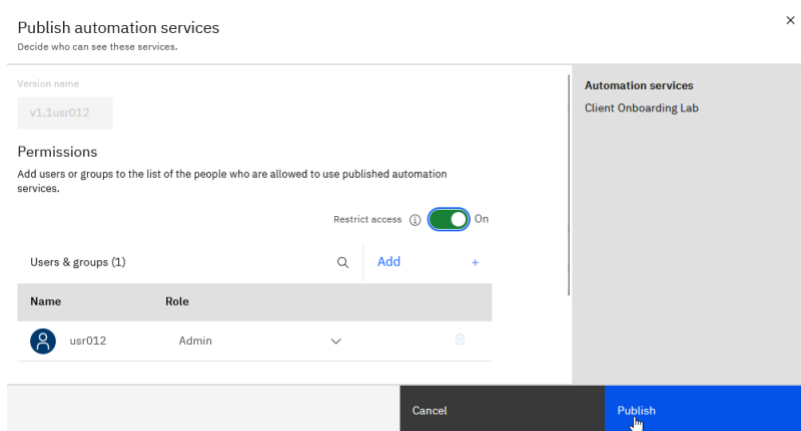 Publish automation services
Decide who can see these services.
Version name
v1.1usr012
Permissions
Add users or groups to the list of the people who are allowed to use published automation
services.
Restrict access On
Users & groups (1) Add +
Name Role
usr012 Admin
Cancel Publish
Automation services
Client Onboarding Lab